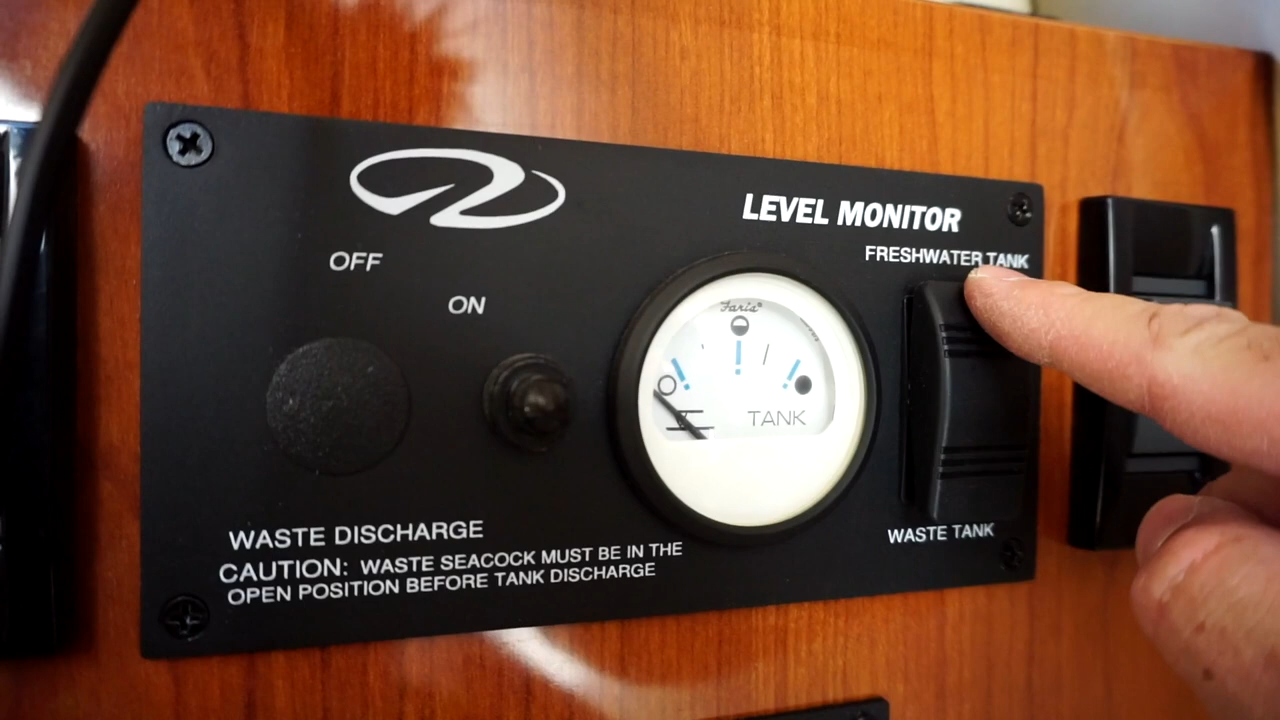 OFF
ON
LEVEL MONITOR
FRESHWATER TANK
Faria®
TANK
WASTE TANK
WASTE DISCHARGE
CAUTION: WASTE SEACOCK MUST BE IN THE
OPEN POSITION BEFORE TANK DISCHARGE